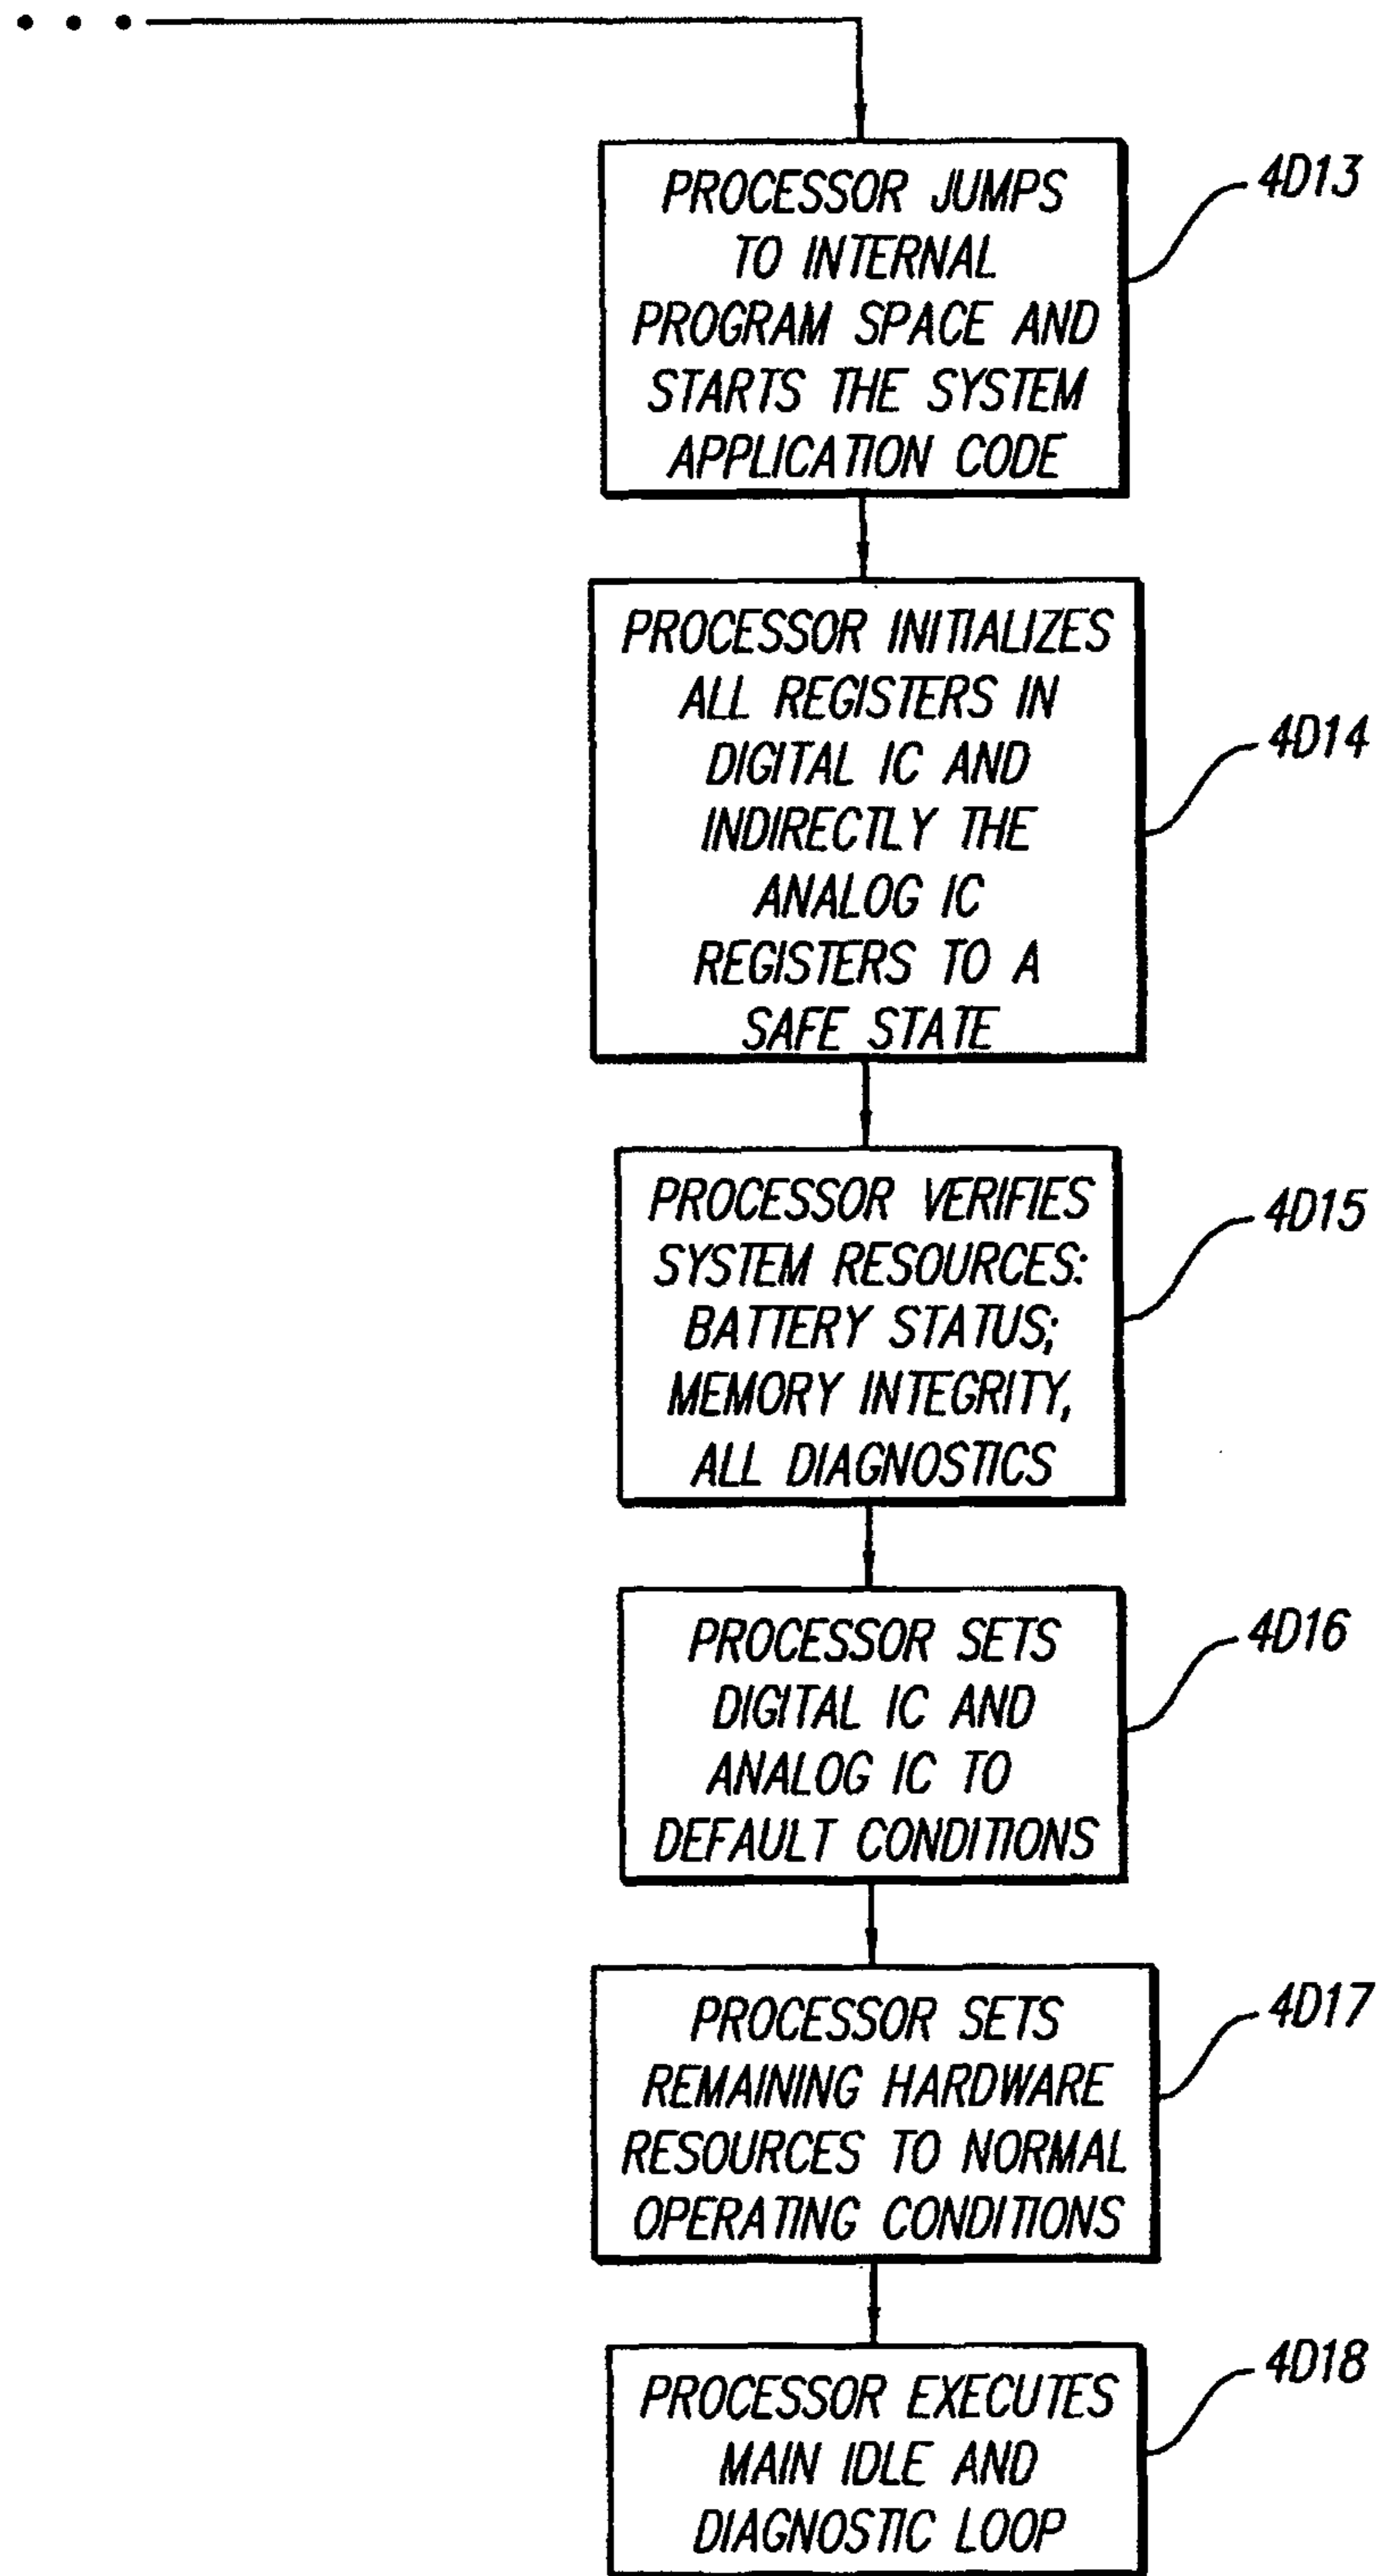 PROCESSOR JUMPS
TO INTERNAL
PROGRAM SPACE AND
STARTS THE SYSTEM
APPLICATION CODE
4D13
PROCESSOR INITIALIZES
ALL REGISTERS IN
DIGITAL IC AND
INDIRECTLY THE
ANALOG IC
REGISTERS TO A
SAFE STATE
4D14
PROCESSOR VERIFIES
SYSTEM RESOURCES:
BATTERY STATUS;
MEMORY INTEGRITY,
ALL DIAGNOSTICS
4D15
PROCESSOR SETS
DIGITAL IC AND
ANALOG IC TO
DEFAULT CONDITIONS
4D16
PROCESSOR SETS
REMAINING HARDWARE
RESOURCES TO NORMAL
OPERATING CONDITIONS
4D17
PROCESSOR EXECUTES
MAIN IDLE AND
DIAGNOSTIC LOOP
4D18